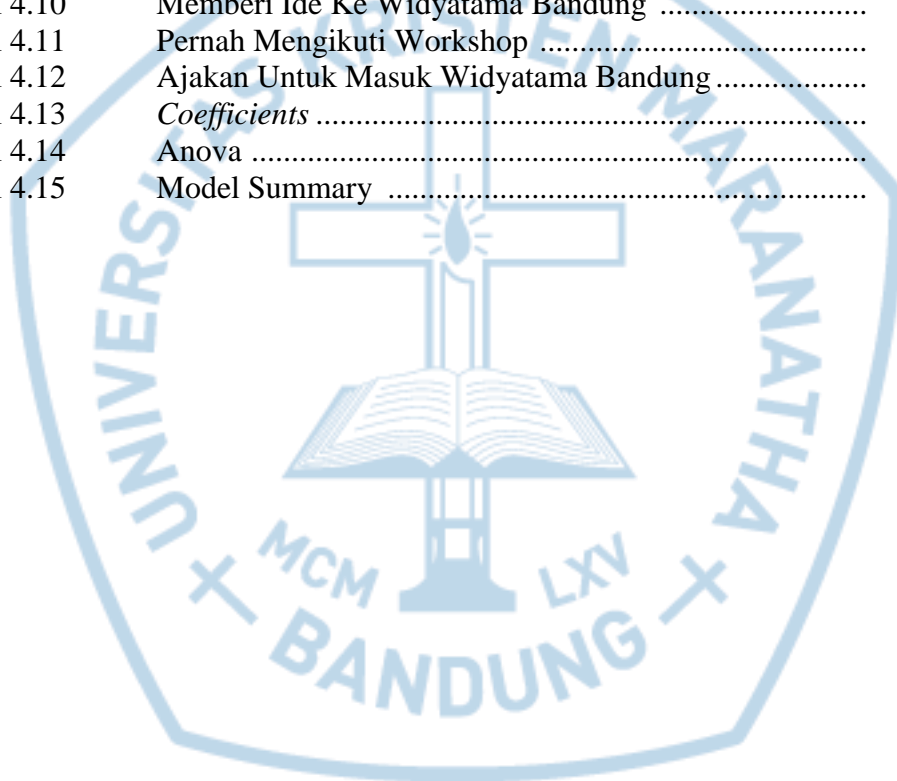 4.10 Memberi Ide Ke Widyatama Bandung ..........................
4.11 Pernah Mengikuti Workshop .........................................
4.12 Ajakan Untuk Masuk Widyatama Bandung ...................
4.13 Coefficients .....................................................................
4.14 Anova .............................................................................
4.15 Model Summary ............................................................
UNIVERSITAS KRISTEN MARANATHA
MCM LXV
BANDUNG